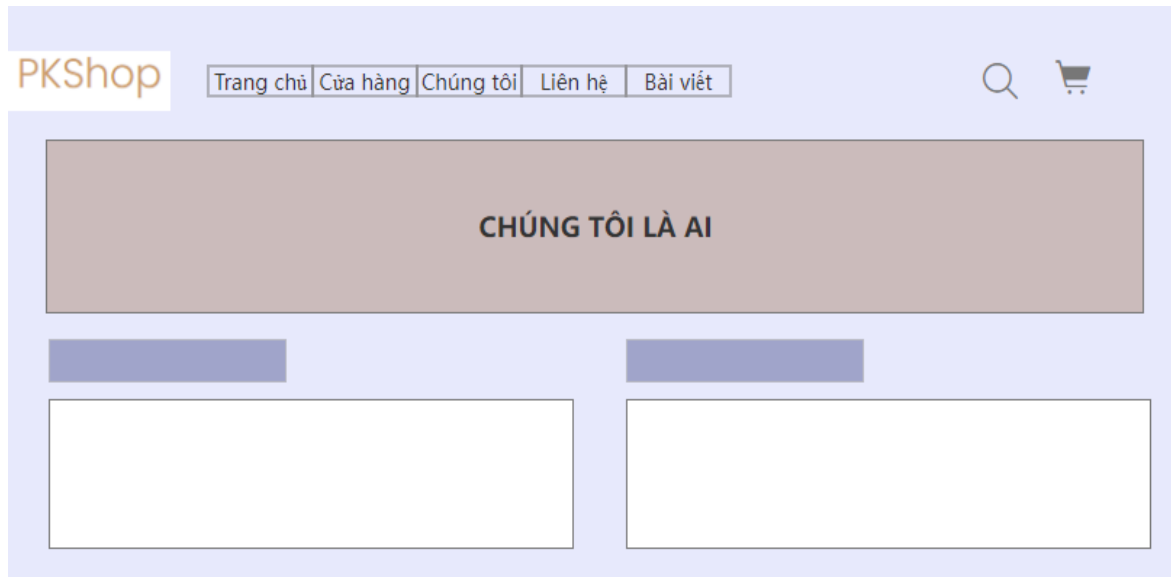 PKShop
Trang chủ Cửa hàng Chúng tôi Liên hệ Bài viết
CHÚNG TÔI LÀ AI